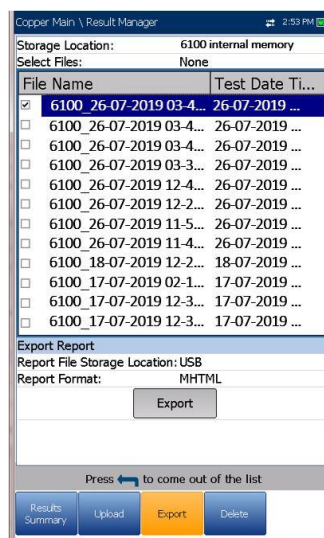 Copper Main \ Result Manager 2:53 PM
Storage Location: 6100 internal memory
Select Files: None
File Name Test Date Ti...
6100_26-07-2019 03-4... 26-07-2019 ...
6100_26-07-2019 03-4... 26-07-2019 ...
6100_26-07-2019 03-4... 26-07-2019 ...
6100_26-07-2019 03-3... 26-07-2019 ...
6100_26-07-2019 12-4... 26-07-2019 ...
6100_26-07-2019 12-2... 26-07-2019 ...
6100_26-07-2019 11-5... 26-07-2019 ...
6100_26-07-2019 11-4... 26-07-2019 ...
6100_18-07-2019 12-2... 18-07-2019 ...
6100_17-07-2019 02-1... 17-07-2019 ...
6100_17-07-2019 12-3... 17-07-2019 ...
6100_17-07-2019 12-3... 17-07-2019 ...
Export Report
Report File Storage Location: USB
Report Format: MHTML
Export
Press to come out of the list
Results Summary Upload Export Delete